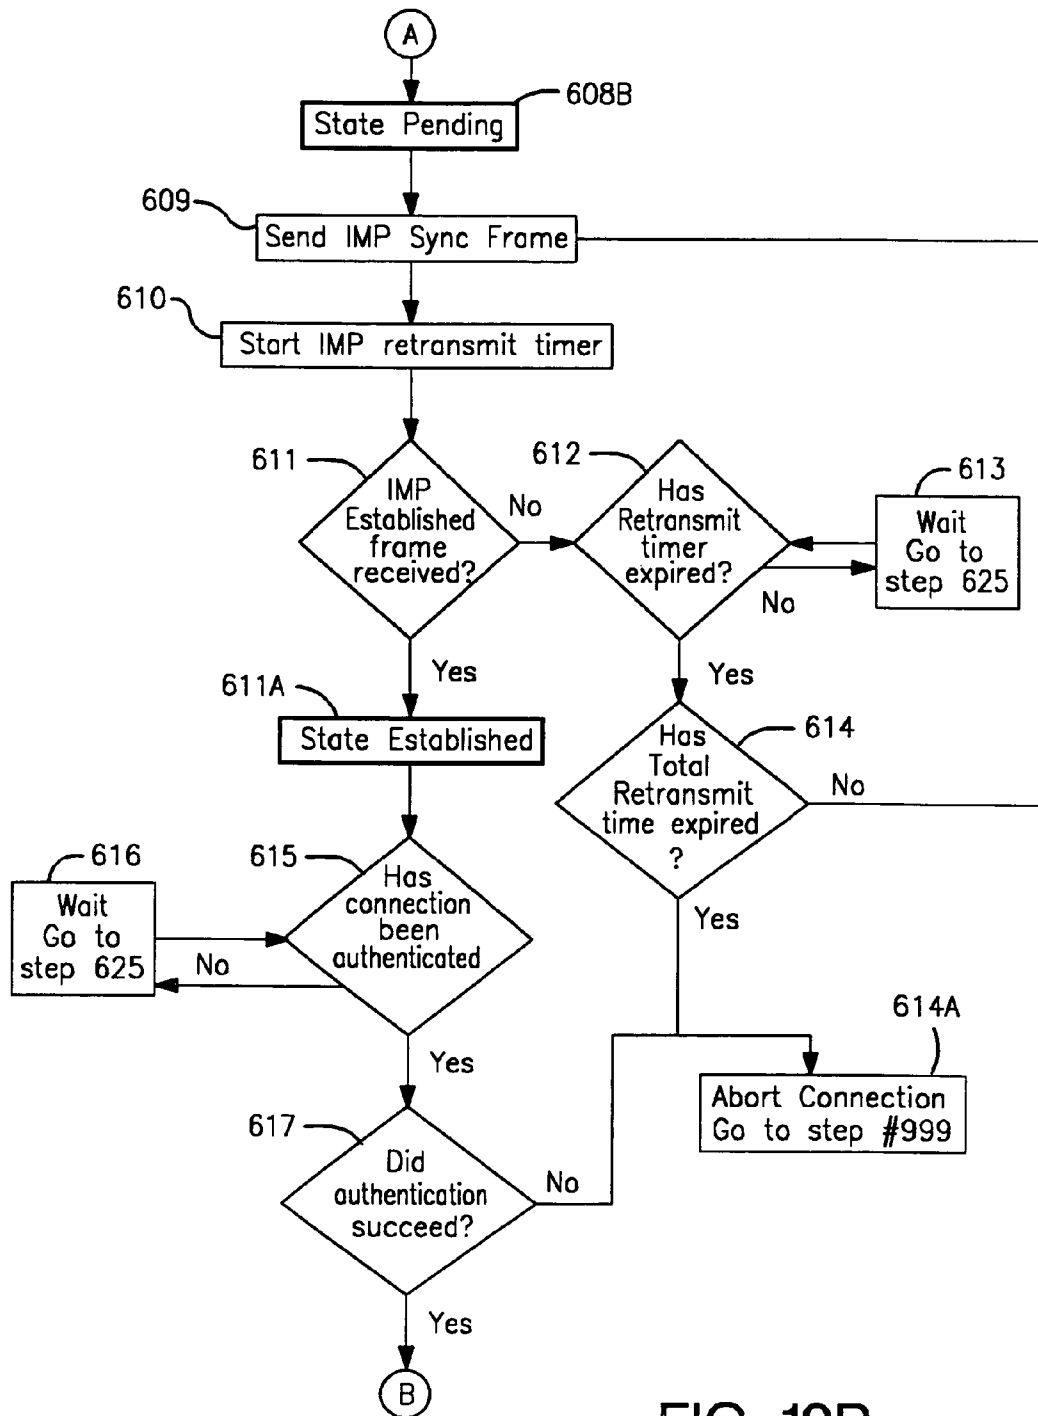 A
608B
State Pending
609
Send IMP Sync Frame
610
Start IMP retransmit timer
611
IMP
Established
frame
received?
No
612
Has
Retransmit
timer
expired?
No
613
Wait
Go to
step 625
Yes
Yes
611A
State Established
614
Has
Total
Retransmit
time expired
?
No
616
Wait
Go to
step 625
No
615
Has
connection
been
authenticated
Yes
614A
Abort Connection
Go to step #999
Yes
617
Did
authentication
succeed?
No
Yes
B